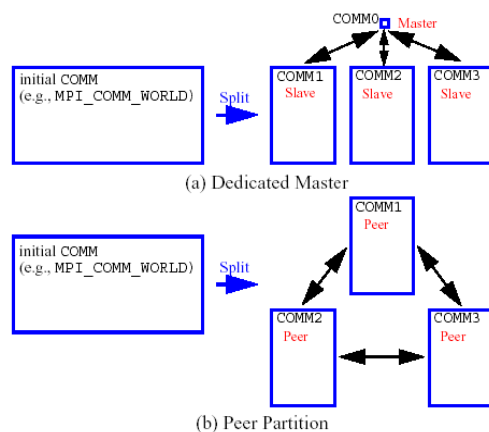 COMM0
Master
initial COMM
(e.g., MPI_COMM_WORLD)
Split
COMM1
Slave
COMM2
Slave
COMM3
Slave
(a) Dedicated Master
COMM1
Peer
initial COMM
(e.g., MPI_COMM_WORLD)
Split
COMM2
Peer
COMM3
Peer
(b) Peer Partition